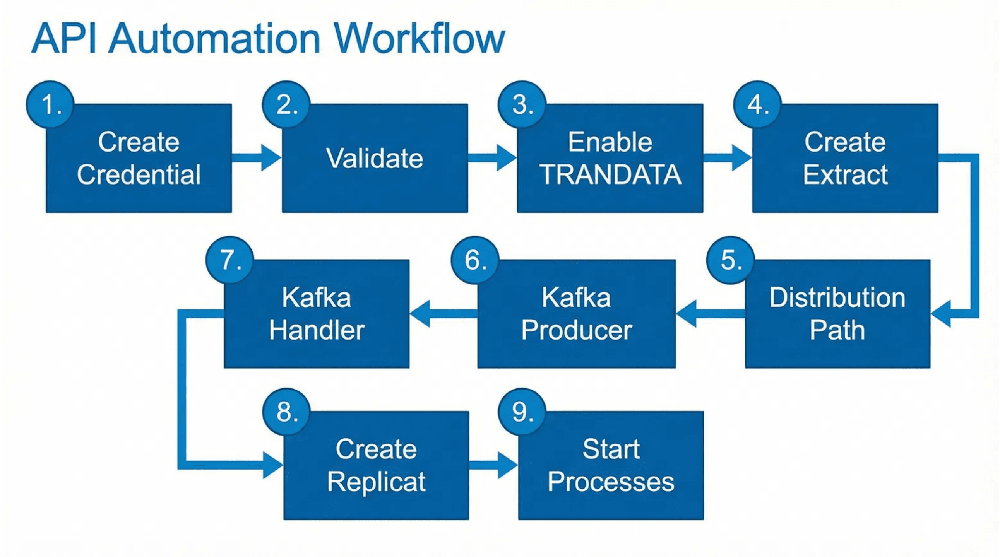 API Automation Workflow
1.
Create
Credential
2.
Validate
3.
Enable
TRANDATA
4.
Create
Extract
5.
Distribution
Path
6.
Kafka
Producer
7.
Kafka
Handler
8.
Create
Replicat
9.
Start
Processes